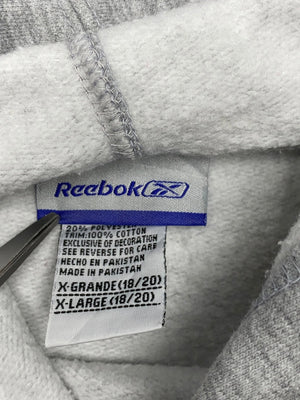 Reebok
20% POLYESTER
TRIM:100% COTTON
EXCLUSIVE OF DECORATION
SEE REVERSE FOR CARE
HECHO EN PAKISTAN
MADE IN PAKISTAN
X-GRANDE(18/20)
X-LARGE(18/20)